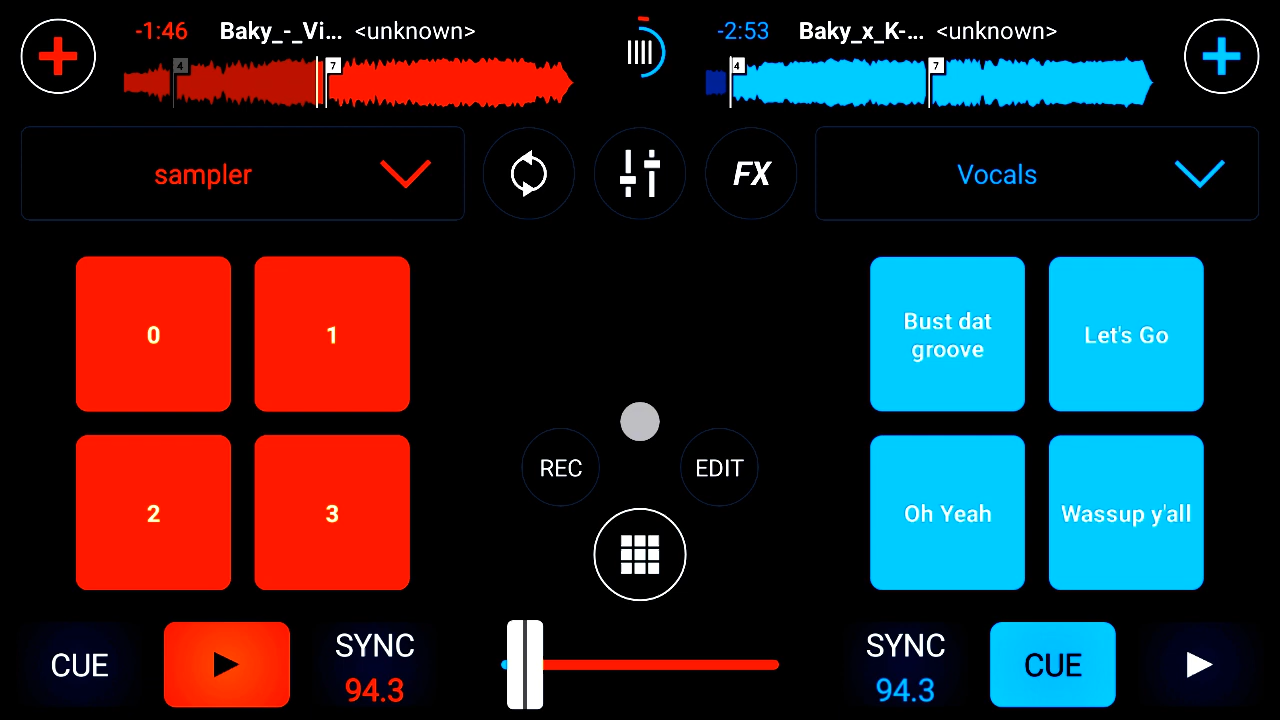 -1:46 Baky_-_Vi... <unknown>
-2:53 Baky_x_K-... <unknown>
4
7
4
7
sampler
FX
Vocals
0
1
Bust dat
groove
Let's Go
REC
EDIT
2
3
Oh Yeah
Wassup y'all
CUE
SYNC
94.3
SYNC
94.3
CUE